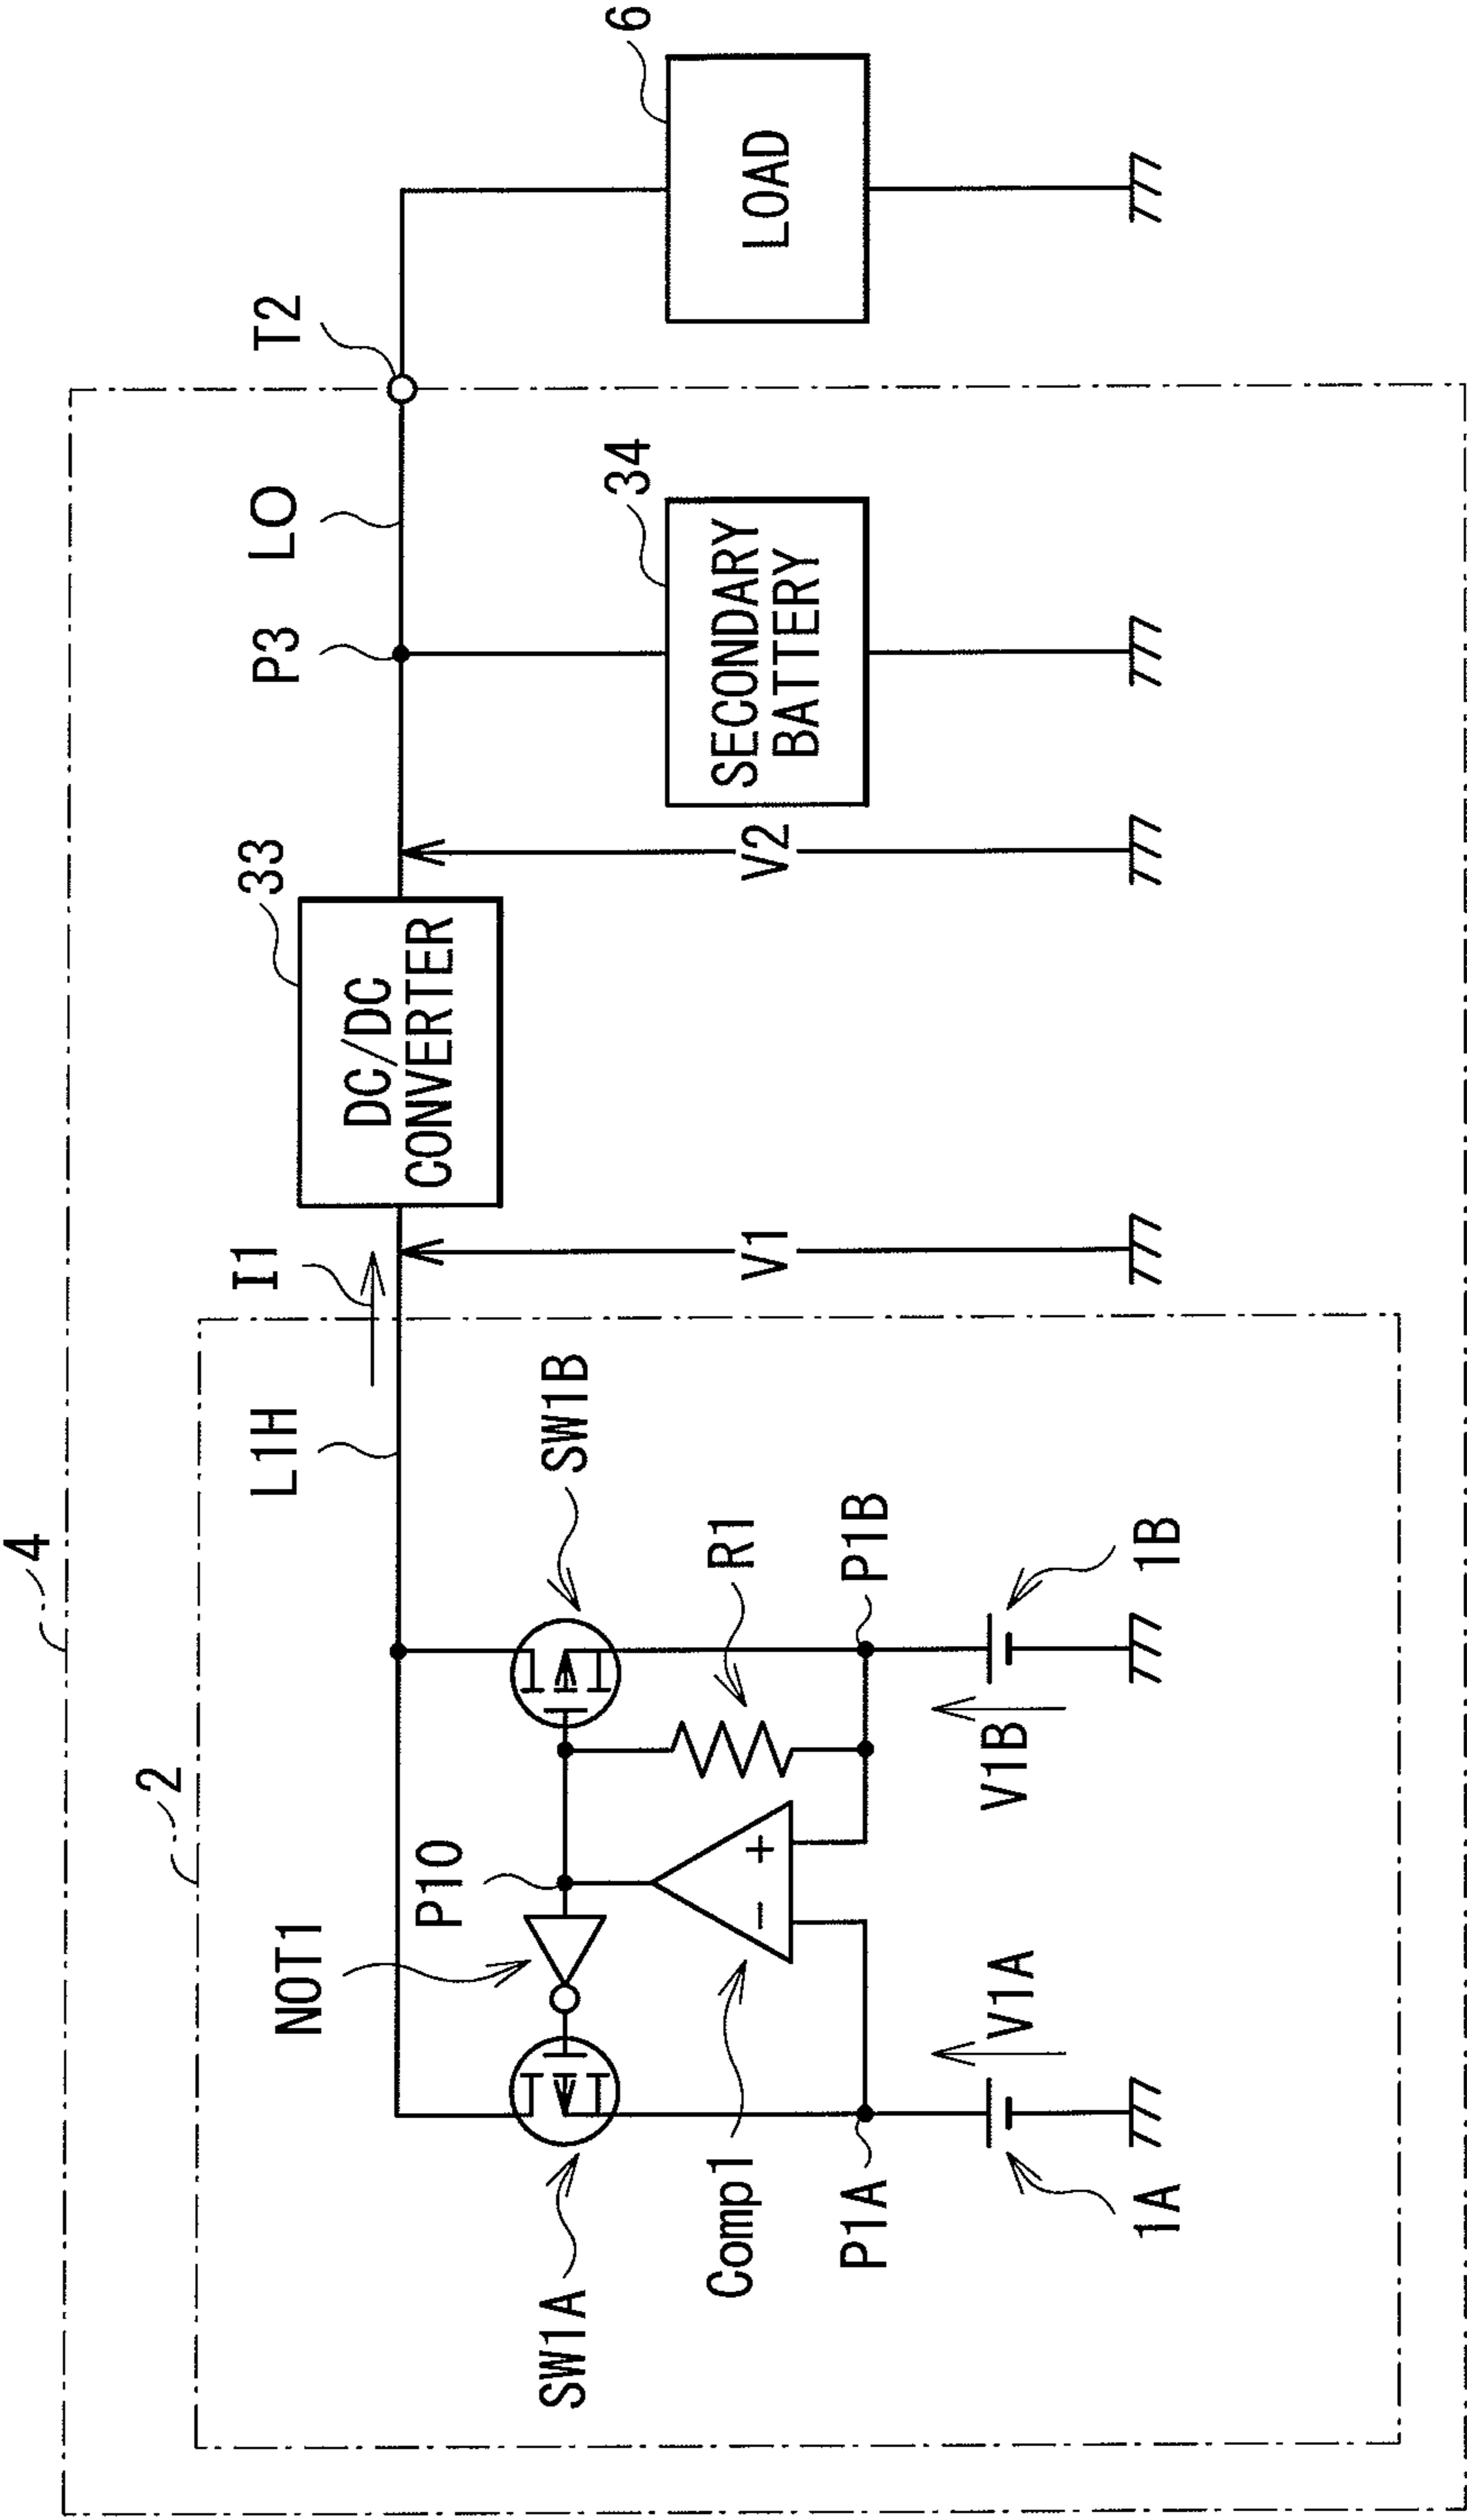 4
2
L1H
I1
33
DC/DC
CONVERTER
P3
LO
T2
6
LOAD
34
SECONDARY
BATTERY
V1
V2
NOT1
P10
SW1A
SW1B
R1
Comp1
-
+
P1A
P1B
V1A
V1B
1A
1B